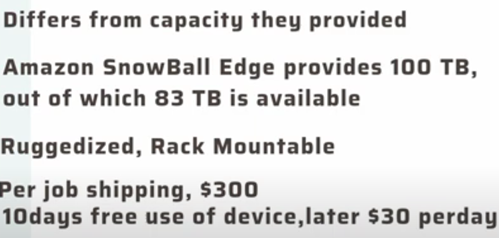 Differs from capacity they provided
Amazon SnowBall Edge provides 100 TB,
out of which 83 TB is available
Ruggedized, Rack Mountable
Per job shipping, $300
10days free use of device,later $30 perday